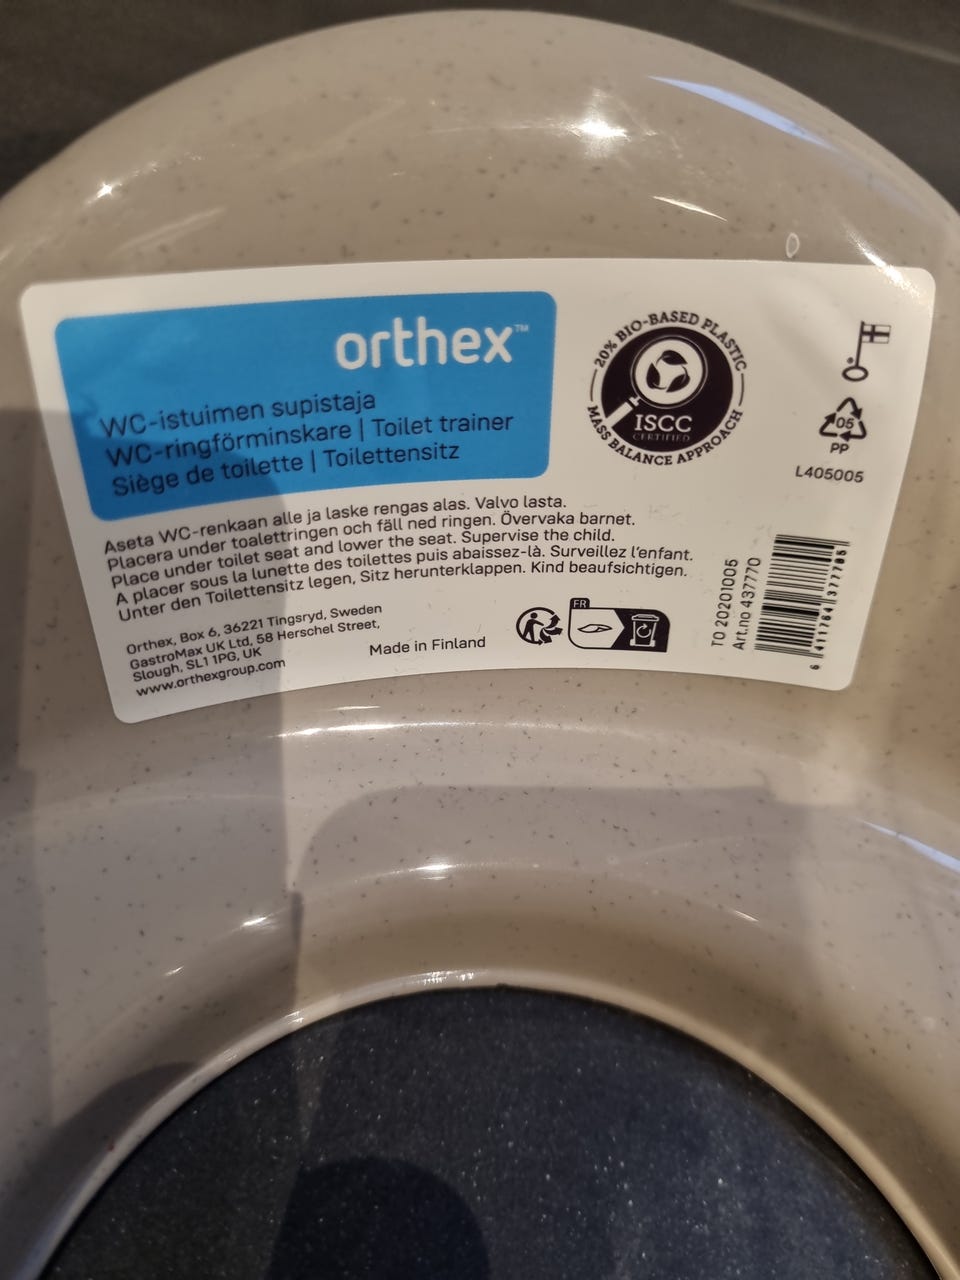 orthex™
WC-istuimen supistaja
WC-ringförminskare | Toilet trainer
Siège de toilette | Toilettensitz
20% BIO-BASED PLASTIC
ISCC
CERTIFIED
MASS BALANCE APPROACH
05
PP
L405005
Aseta WC-renkaan alle ja laske rengas alas. Valvo lasta.
Placera under toalettringen och fäll ned ringen. Övervaka barnet.
Place under toilet seat and lower the seat. Supervise the child.
A placer sous la lunette des toilettes puis abaissez-là. Surveillez l'enfant.
Unter den Toilettensitz legen, Sitz herunterklappen. Kind beaufsichtigen.
Orthex, Box 6, 36221 Tingsryd, Sweden
GastroMax UK Ltd, 58 Herschel Street,
Slough, SL1 1PG, UK
www.orthexgroup.com
Made in Finland
FR
TO 20201005
Art.no 437770
6 411764 377785